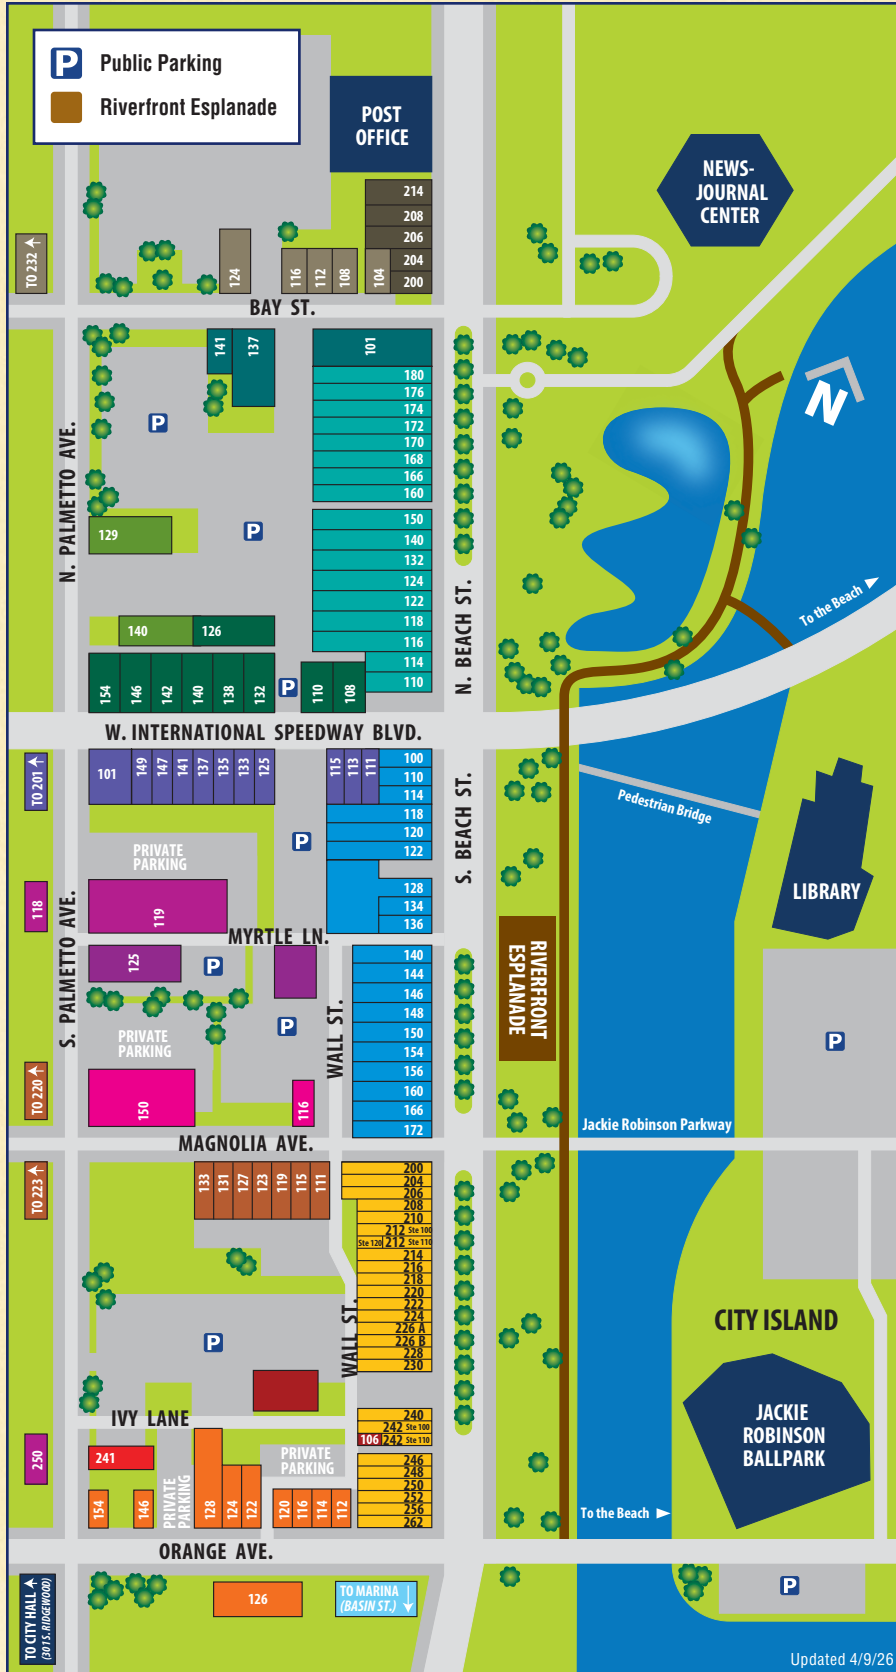 P Public Parking
Riverfront Esplanade
POST
OFFICE
NEWS-
JOURNAL
CENTER
214
208
206
204
200
TO 232
124
116
112
108
104
BAY ST.
141
137
101
180
176
174
172
170
168
166
160
P
N
N. PALMETTO AVE.
129
P
150
140
132
124
122
118
116
114
110
N. BEACH ST.
To the Beach
140
126
154
146
142
140
138
132
P
110
108
W. INTERNATIONAL SPEEDWAY BLVD.
TO 201
101
149
147
141
137
135
133
125
115
113
111
100
110
114
118
120
122
128
134
136
S. BEACH ST.
Pedestrian Bridge
P
PRIVATE
PARKING
LIBRARY
118
119
S. PALMETTO AVE.
MYRTLE LN.
125
P
WALL ST.
140
144
146
148
150
154
156
160
166
172
RIVERFRONT
ESPLANADE
P
P
PRIVATE
PARKING
TO 220
150
116
Jackie Robinson Parkway
MAGNOLIA AVE.
TO 223
133
131
127
123
119
115
111
200
204
206
208
210
212 Ste 100
Ste 120 212 Ste 110
214
216
218
220
222
224
226 A
226 B
228
230
WALL ST.
P
CITY ISLAND
JACKIE
ROBINSON
BALLPARK
IVY LANE
240
242 Ste 100
106 242 Ste 110
246
248
250
252
256
262
250
241
PRIVATE
PARKING
PRIVATE
PARKING
154
146
128
124
122
120
116
114
112
To the Beach
ORANGE AVE.
TO CITY HALL
(301 S. RIDGEWOOD)
126
TO MARINA
(BASIN ST.)
P
Updated 4/9/26